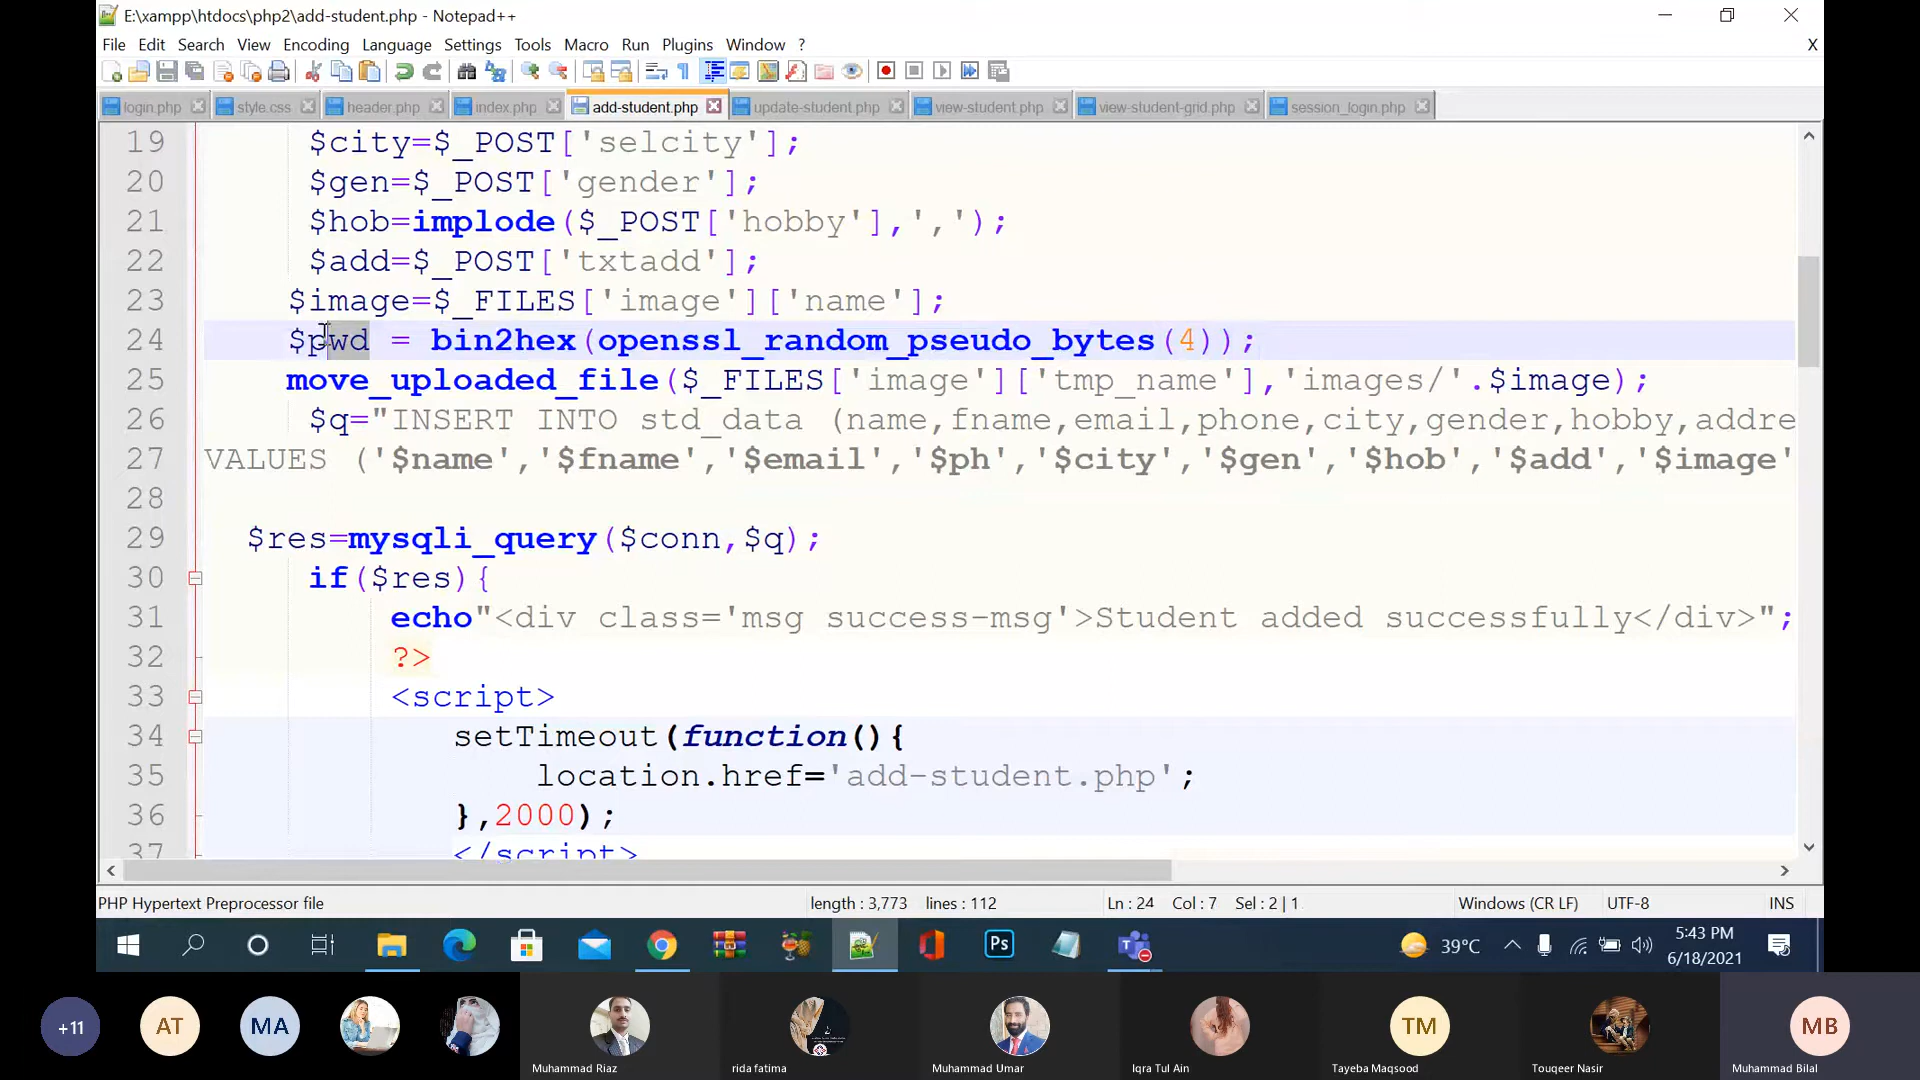 E:\xampp\htdocs\php2\add-student.php - Notepad++
File Edit Search View Encoding Language Settings Tools Macro Run Plugins Window ? X
login.php style.css header.php index.php add-student.php update-student.php view-student.php view-student-grid.php session_login.php
19 $city=$_POST['selcity'];
20 $gen=$_POST['gender'];
21 $hob=implode($_POST['hobby'],',');
22 $add=$_POST['txtadd'];
23 $image=$_FILES['image']['name'];
24 $pwd = bin2hex(openssl_random_pseudo_bytes(4));
25 move_uploaded_file($_FILES['image']['tmp_name'],'images/'.$image);
26 $q="INSERT INTO std_data (name,fname,email,phone,city,gender,hobby,addre
27 VALUES ('$name','$fname','$email','$ph','$city','$gen','$hob','$add','$image'
28
29 $res=mysqli_query($conn,$q);
30 if($res){
31 echo"<div class='msg success-msg'>Student added successfully</div>";
32 ?>
33 <script>
34 setTimeout(function(){
35 location.href='add-student.php';
36 },2000);
37 </script>
PHP Hypertext Preprocessor file length : 3,773 lines : 112 Ln : 24 Col : 7 Sel : 2 | 1 Windows (CR LF) UTF-8 INS
Ps 39°C 5:43 PM
6/18/2021
+11 AT MA TM MB
Muhammad Riaz rida fatima Muhammad Umar Iqra Tul Ain Tayeba Maqsood Touqeer Nasir Muhammad Bilal